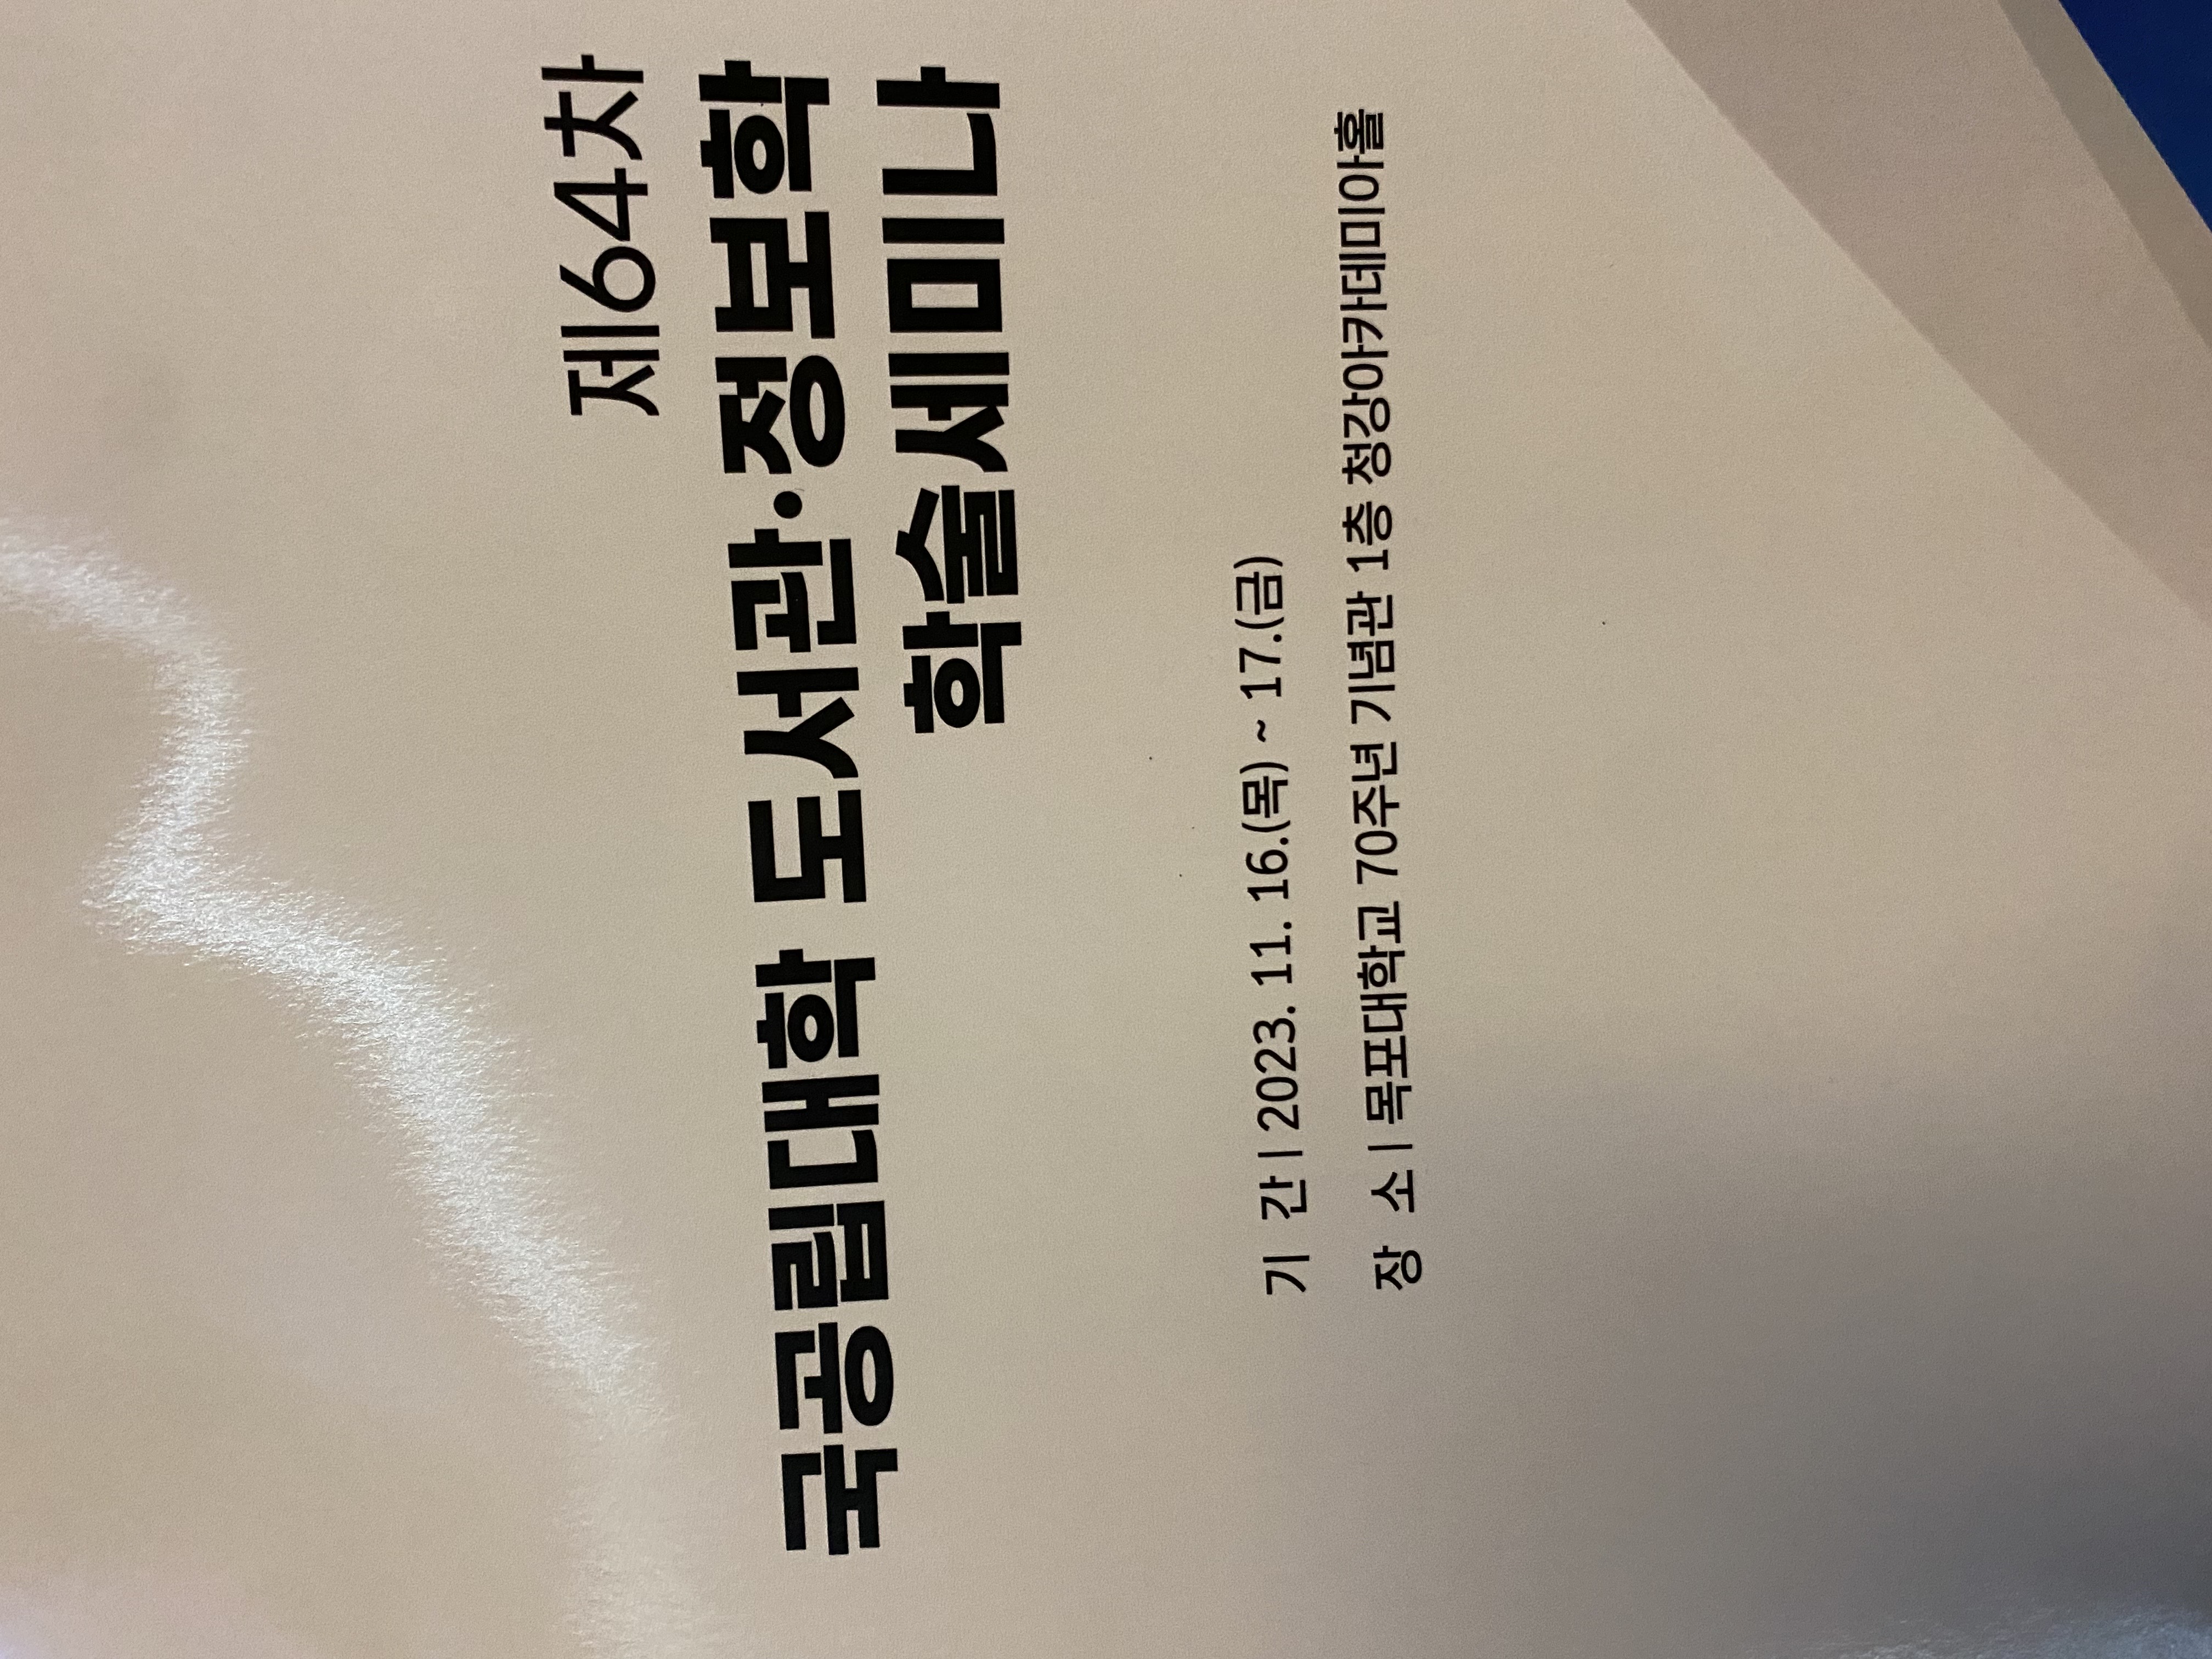 제64차
국공립대학 도서관·정보학
학술세미나
기 간 | 2023. 11. 16.(목) ~ 17.(금)
장 소 | 목포대학교 70주년 기념관 1층 청강아카데미아홀